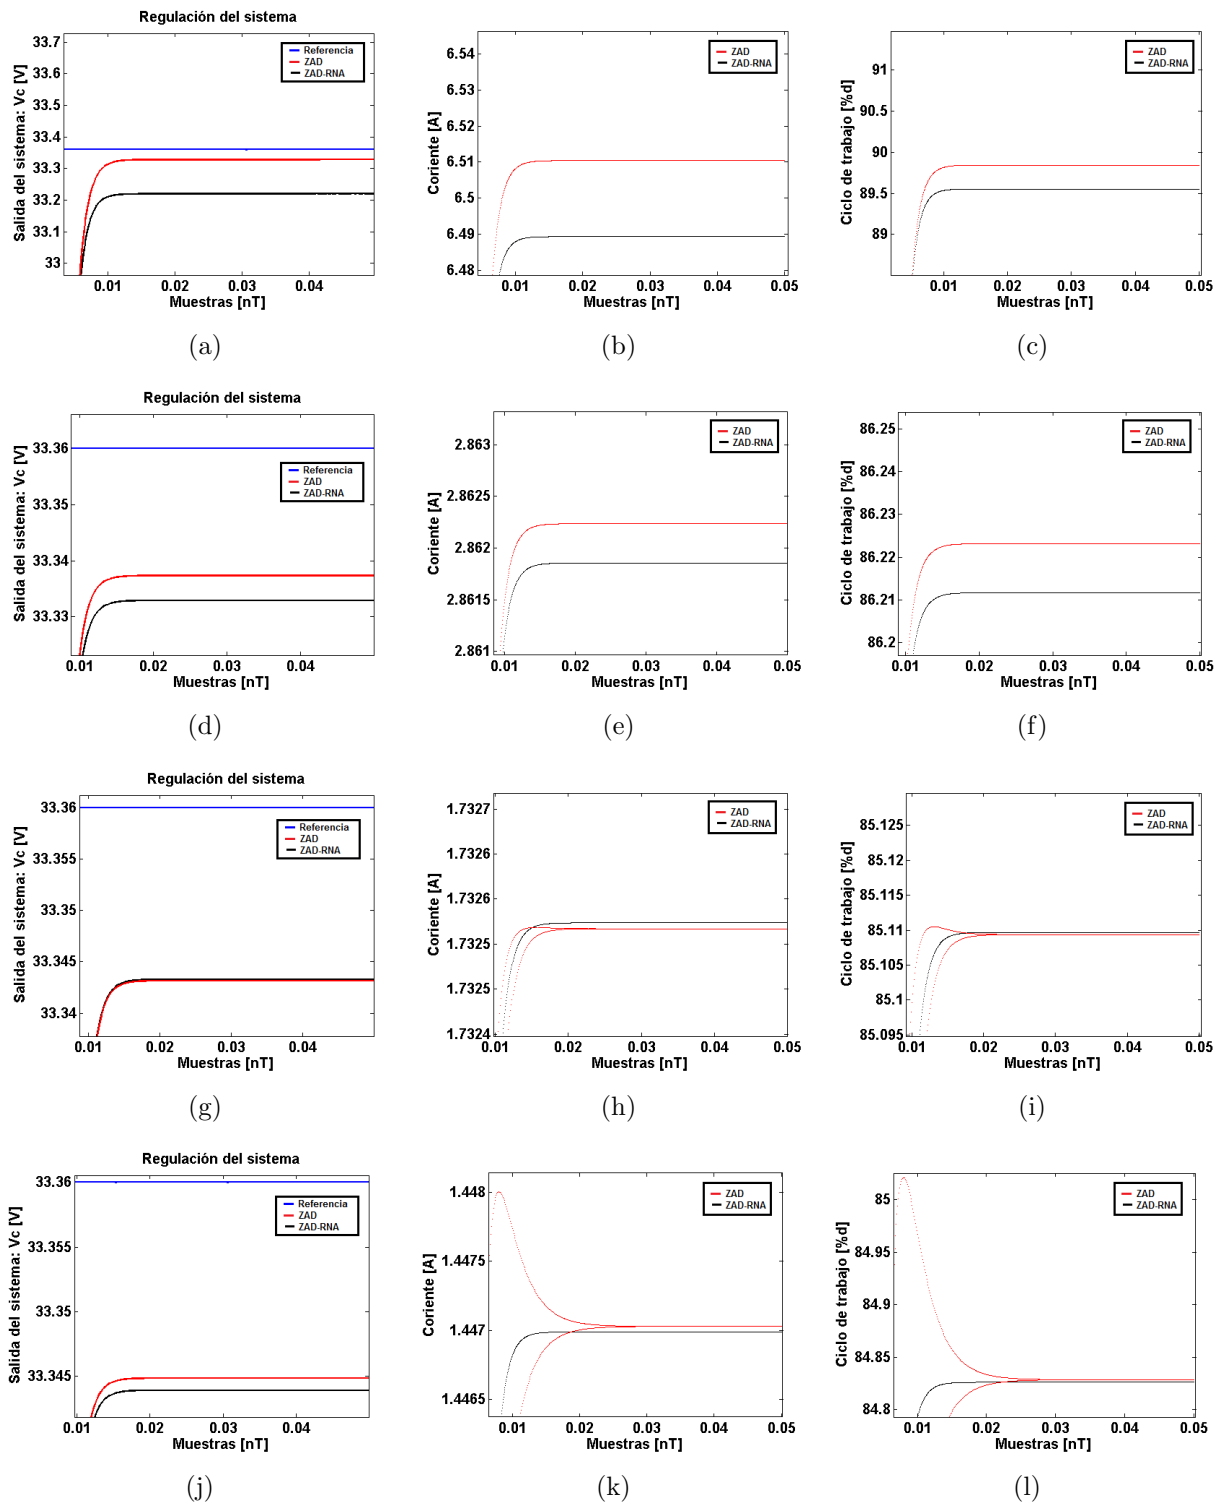 Regulación del sistema
Salida del sistema: Vc [V]
33.7
33.6
33.5
33.4
33.3
33.2
33.1
33
Referencia
ZAD
ZAD-RNA
0.01 0.02 0.03 0.04
Muestras [nT]
(a)
Coriente [A]
6.54
6.53
6.52
6.51
6.5
6.49
6.48
ZAD
ZAD-RNA
0.01 0.02 0.03 0.04 0.05
Muestras [nT]
(b)
Ciclo de trabajo [%d]
91
90.5
90
89.5
89
ZAD
ZAD-RNA
0.01 0.02 0.03 0.04 0.05
Muestras [nT]
(c)
Regulación del sistema
Salida del sistema: Vc [V]
33.36
33.35
33.34
33.33
Referencia
ZAD
ZAD-RNA
0.01 0.02 0.03 0.04
Muestras [nT]
(d)
Coriente [A]
2.863
2.8625
2.862
2.8615
2.861
ZAD
ZAD-RNA
0.01 0.02 0.03 0.04 0.05
Muestras [nT]
(e)
Ciclo de trabajo [%d]
86.25
86.24
86.23
86.22
86.21
86.2
ZAD
ZAD-RNA
0.01 0.02 0.03 0.04 0.05
Muestras [nT]
(f)
Regulación del sistema
Salida del sistema: Vc [V]
33.36
33.355
33.35
33.345
33.34
Referencia
ZAD
ZAD-RNA
0.01 0.02 0.03 0.04
Muestras [nT]
(g)
Coriente [A]
1.7327
1.7326
1.7326
1.7325
1.7325
1.7324
ZAD
ZAD-RNA
0.01 0.02 0.03 0.04 0.05
Muestras [nT]
(h)
Ciclo de trabajo [%d]
85.125
85.12
85.115
85.11
85.105
85.1
85.095
ZAD
ZAD-RNA
0.01 0.02 0.03 0.04 0.05
Muestras [nT]
(i)
Regulación del sistema
Salida del sistema: Vc [V]
33.36
33.355
33.35
33.345
Referencia
ZAD
ZAD-RNA
0.01 0.02 0.03 0.04
Muestras [nT]
(j)
Coriente [A]
1.448
1.4475
1.447
1.4465
ZAD
ZAD-RNA
0.01 0.02 0.03 0.04 0.05
Muestras [nT]
(k)
Ciclo de trabajo [%d]
85
84.95
84.9
84.85
84.8
ZAD
ZAD-RNA
0.01 0.02 0.03 0.04 0.05
Muestras [nT]
(l)